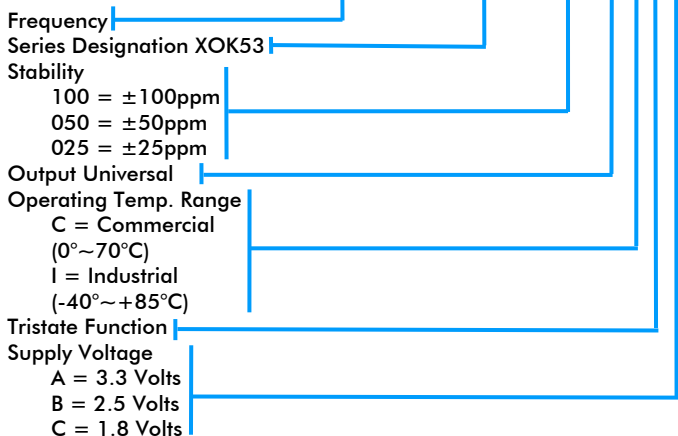 Frequency
Series Designation XOK53
Stability
100 = ±100ppm
050 = ±50ppm
025 = ±25ppm
Output Universal
Operating Temp. Range
C = Commercial
(0°~70°C)
I = Industrial
(-40°~+85°C)
Tristate Function
Supply Voltage
A = 3.3 Volts
B = 2.5 Volts
C = 1.8 Volts